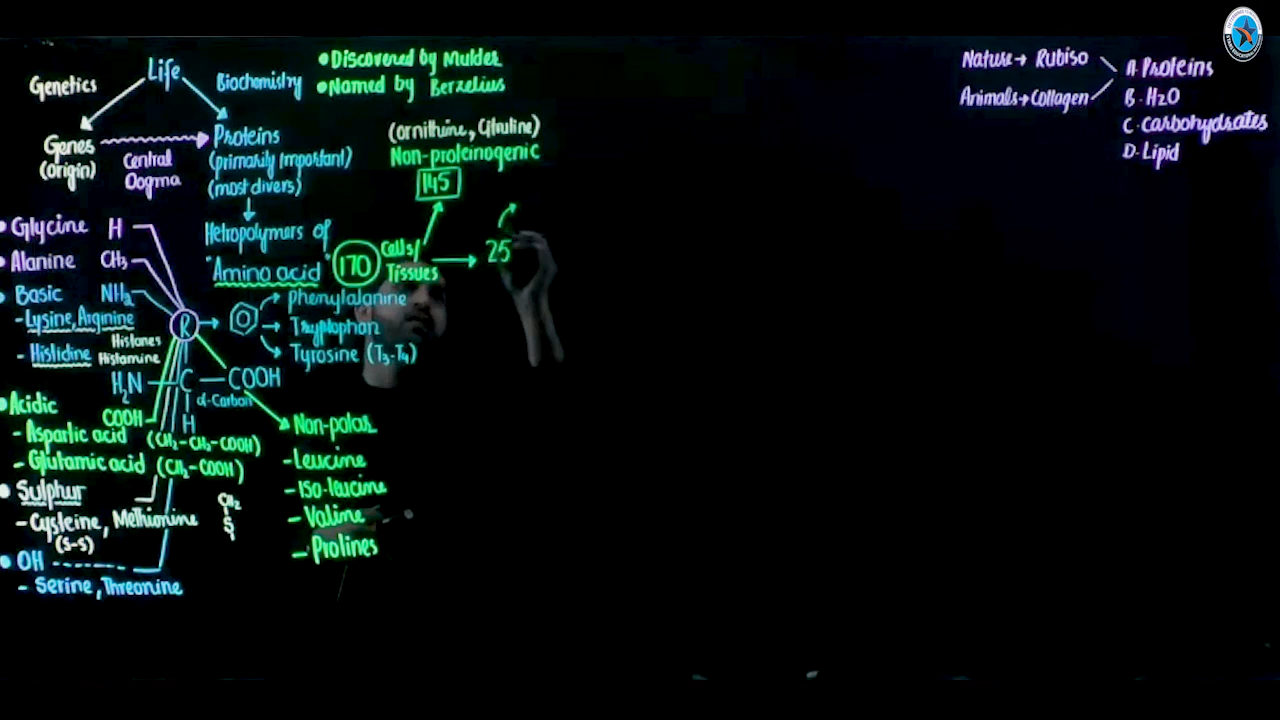 Life
Genetics
Biochemistry
Genes
(origin)
Central
Dogma
Proteins
(primarily important)
(most divers)
Hetropolymers of
"Amino acid"
• Discovered by Mulder
• Named by Berzelius
(ornithine, Citruline)
Non-proteinogenic
145
170
Cells/
Tissues
25
Nature → Rubiso
Animals → Collagen
A. Proteins
B. H2O
C. Carbohydrates
D. Lipid
• Glycine H
• Alanine CH3
• Basic NH2
- Lysine, Arginine
Histones
- Histidine Histamine
R
Phenylalanine
Tryptophan
Tyrosine (T3-T4)
H2N — C — COOH
α-Carbon
H
• Acidic
COOH
- Aspartic acid (CH2-CH2-COOH)
- Glutamic acid (CH2-COOH)
• Sulphur
- Cysteine, Methionine
(S-S)
CH2
S
• OH
- Serine, Threonine
Non-polar
- Leucine
- Iso-leucine
- Valine
- Prolines